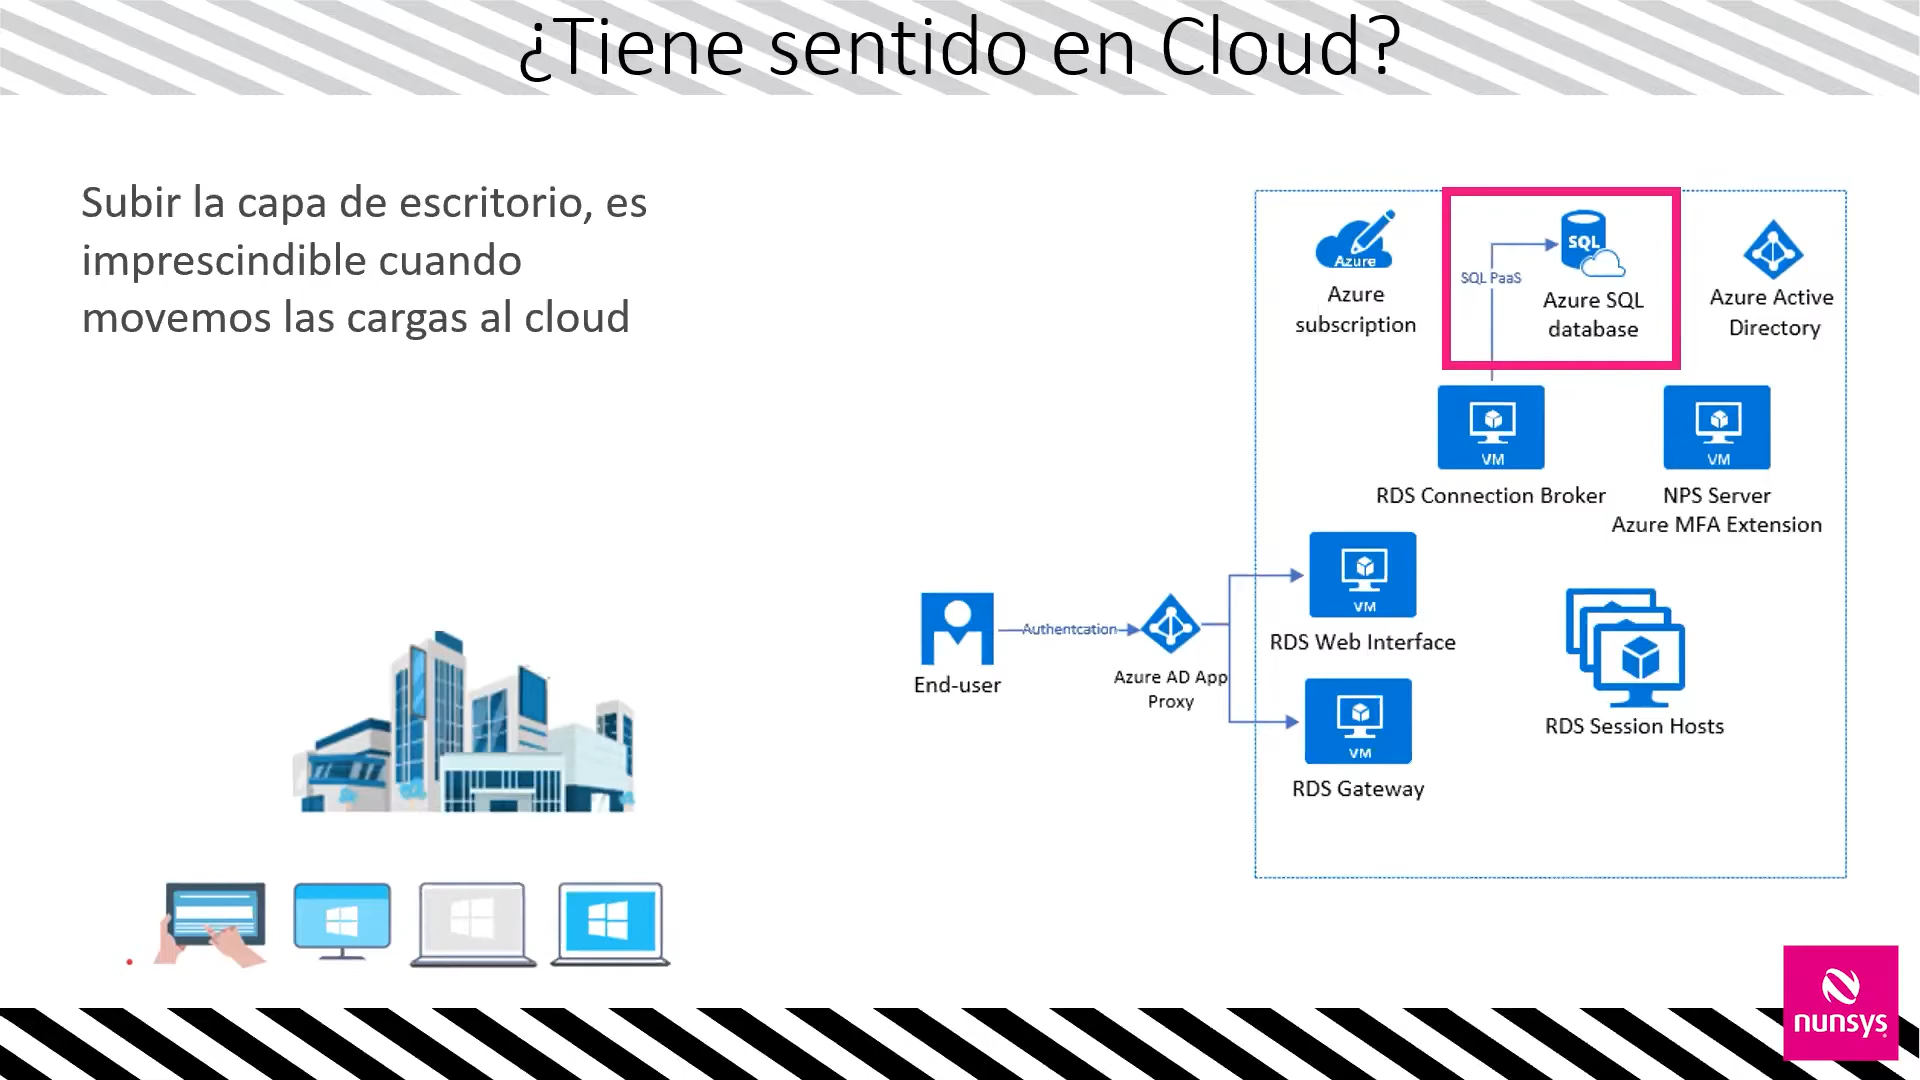 ¿Tiene sentido en Cloud?
Subir la capa de escritorio, es
imprescindible cuando
movemos las cargas al cloud
Azure
Azure
subscription
SQL PaaS
SQL
Azure SQL
database
Azure Active
Directory
VM
RDS Connection Broker
VM
NPS Server
Azure MFA Extension
End-user
Authentcation
Azure AD App
Proxy
VM
RDS Web Interface
VM
RDS Gateway
RDS Session Hosts
nunsys